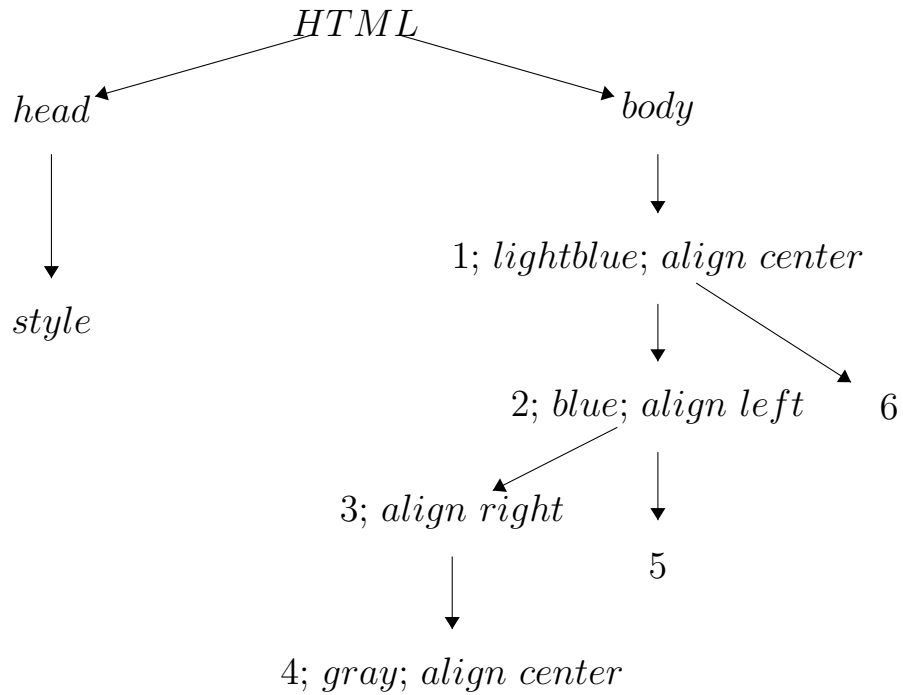 HTML
head
body
1; lightblue; align center
style
2; blue; align left
6
3; align right
5
4; gray; align center